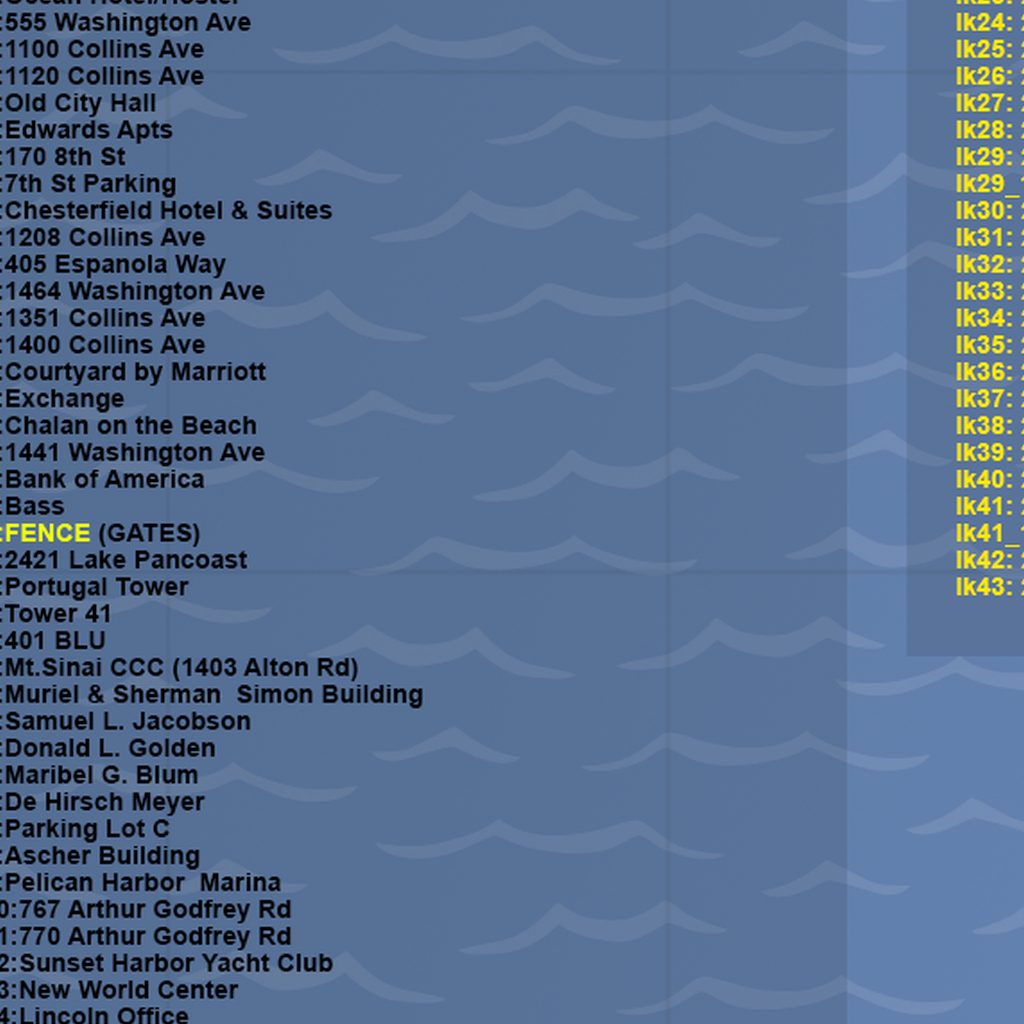 :555 Washington Ave
:1100 Collins Ave
:1120 Collins Ave
:Old City Hall
:Edwards Apts
:170 8th St
:7th St Parking
:Chesterfield Hotel & Suites
:1208 Collins Ave
:405 Espanola Way
:1464 Washington Ave
:1351 Collins Ave
:1400 Collins Ave
:Courtyard by Marriott
:Exchange
:Chalan on the Beach
:1441 Washington Ave
:Bank of America
:Bass
:FENCE (GATES)
:2421 Lake Pancoast
:Portugal Tower
:Tower 41
:401 BLU
:Mt.Sinai CCC (1403 Alton Rd)
:Muriel & Sherman  Simon Building
:Samuel L. Jacobson
:Donald L. Golden
:Maribel G. Blum
:De Hirsch Meyer
:Parking Lot C
:Ascher Building
:Pelican Harbor  Marina
0:767 Arthur Godfrey Rd
1:770 Arthur Godfrey Rd
2:Sunset Harbor Yacht Club
3:New World Center
4:Lincoln Office
lk24:
lk25:
lk26:
lk27:
lk28:
lk29:
lk29_
lk30:
lk31:
lk32:
lk33:
lk34:
lk35:
lk36:
lk37:
lk38:
lk39:
lk40:
lk41:
lk41_
lk42:
lk43: